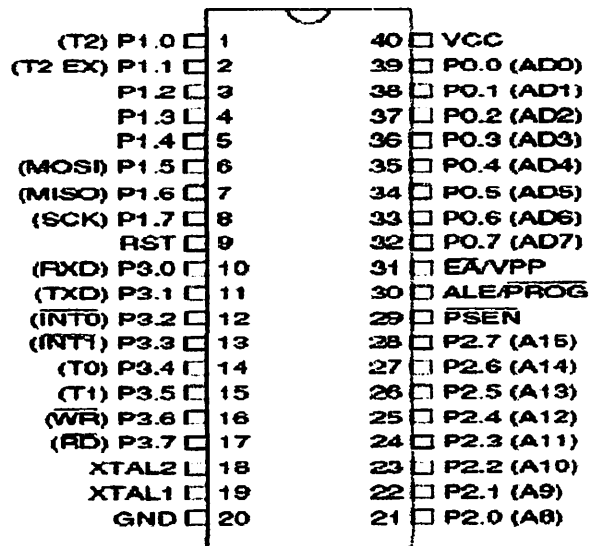 (T2) P1.0 1 40 VCC
(T2 EX) P1.1 2 39 P0.0 (AD0)
P1.2 3 38 P0.1 (AD1)
P1.3 4 37 P0.2 (AD2)
P1.4 5 36 P0.3 (AD3)
(MOSI) P1.5 6 35 P0.4 (AD4)
(MISO) P1.6 7 34 P0.5 (AD5)
(SCK) P1.7 8 33 P0.6 (AD6)
RST 9 32 P0.7 (AD7)
(RXD) P3.0 10 31 E̅A̅/VPP
(TXD) P3.1 11 30 ALE/P̅R̅O̅G̅
(I̅N̅T̅0̅) P3.2 12 29 P̅S̅E̅N̅
(I̅N̅T̅1̅) P3.3 13 28 P2.7 (A15)
(T0) P3.4 14 27 P2.6 (A14)
(T1) P3.5 15 26 P2.5 (A13)
(W̅R̅) P3.6 16 25 P2.4 (A12)
(R̅D̅) P3.7 17 24 P2.3 (A11)
XTAL2 18 23 P2.2 (A10)
XTAL1 19 22 P2.1 (A9)
GND 20 21 P2.0 (A8)